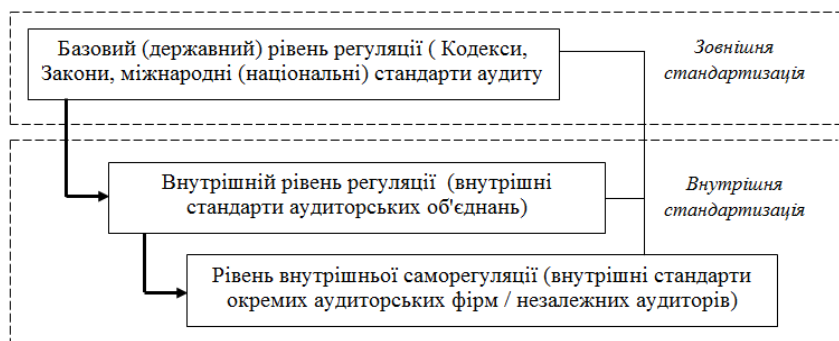 Базовий (державний) рівень регуляції ( Кодекси,
Закони, міжнародні (національні) стандарти аудиту
Зовнішня
стандартизація
Внутрішній рівень регуляції (внутрішні
стандарти аудиторських об'єднань)
Внутрішня
стандартизація
Рівень внутрішньої саморегуляції (внутрішні стандарти
окремих аудиторських фірм / незалежних аудиторів)